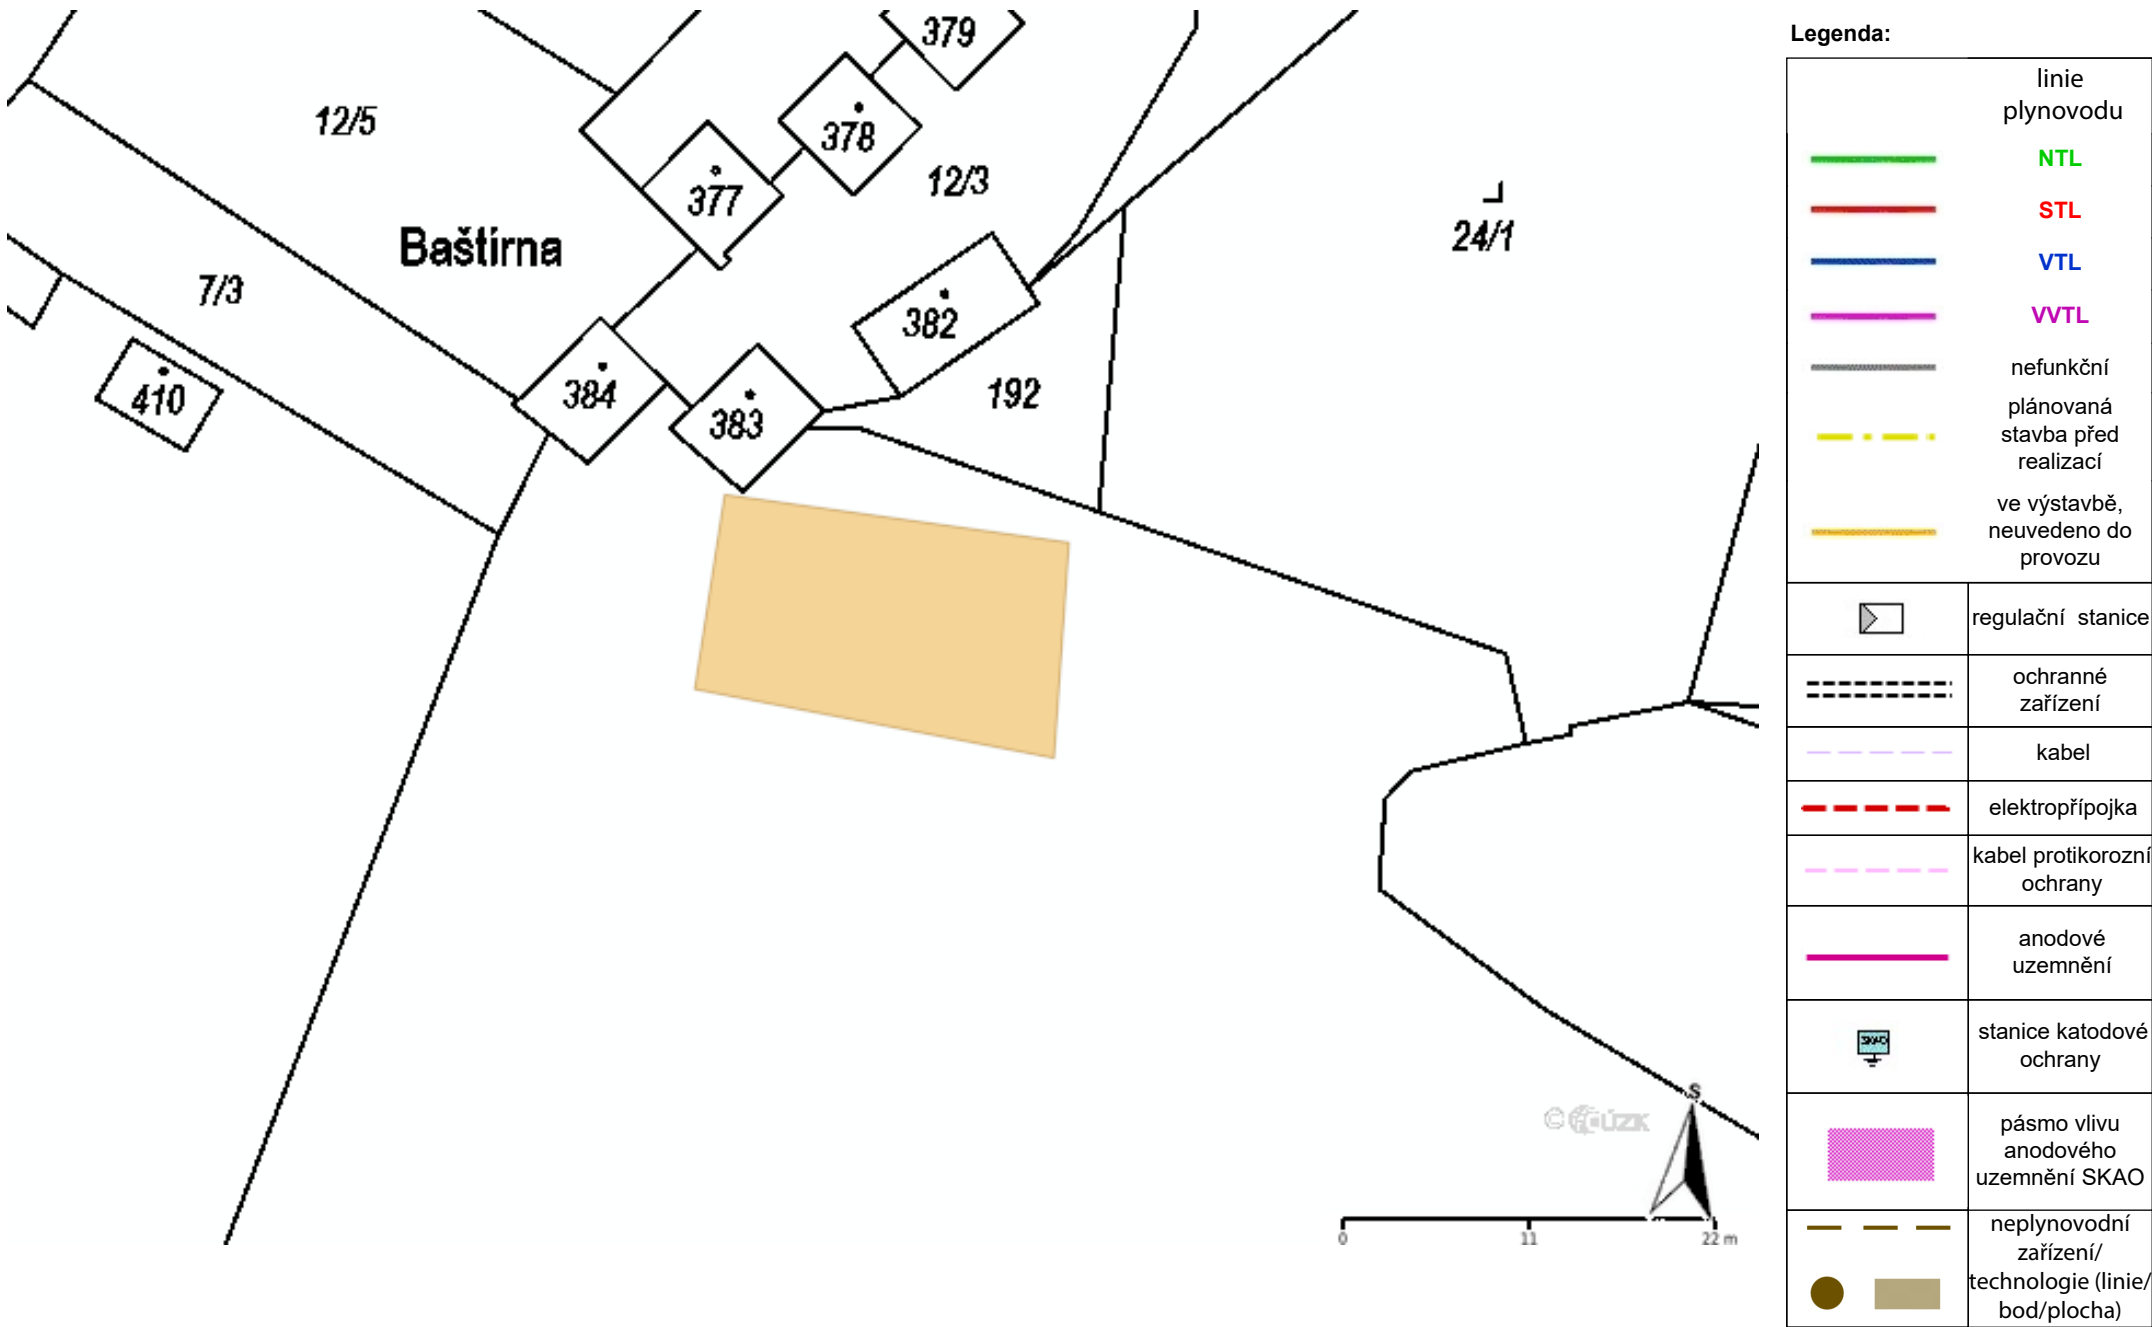 379
378
12/5
12/3
377
24/1
Baštírna
7/3
382
384
192
410
383
S
© ČÚZK
0
11
22 m
Legenda:
linie
plynovodu
NTL
STL
VTL
VVTL
nefunkční
plánovaná
stavba před
realizací
ve výstavbě,
neuvedeno do
provozu
regulační stanice
ochranné
zařízení
kabel
elektropřípojka
kabel protikorozní
ochrany
anodové
uzemnění
SKAO
stanice katodové
ochrany
pásmo vlivu
anodového
uzemnění SKAO
neplynovodní
zařízení/
technologie (linie/
bod/plocha)